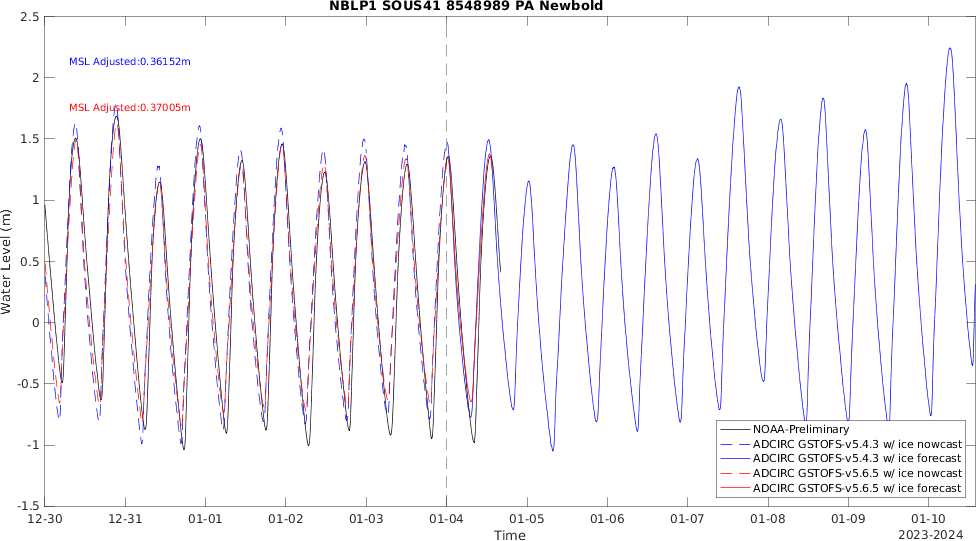 NBLP1 SOUS41 8548989 PA Newbold
2.5
2
1.5
1
0.5
0
-0.5
-1
-1.5
Water Level (m)
MSL Adjusted:0.36152m
MSL Adjusted:0.37005m
NOAA-Preliminary
ADCIRC GSTOFS-v5.4.3 w/ ice nowcast
ADCIRC GSTOFS-v5.4.3 w/ ice forecast
ADCIRC GSTOFS-v5.6.5 w/ ice nowcast
ADCIRC GSTOFS-v5.6.5 w/ ice forecast
12-30 12-31 01-01 01-02 01-03 01-04 01-05 01-06 01-07 01-08 01-09 01-10
Time
2023-2024